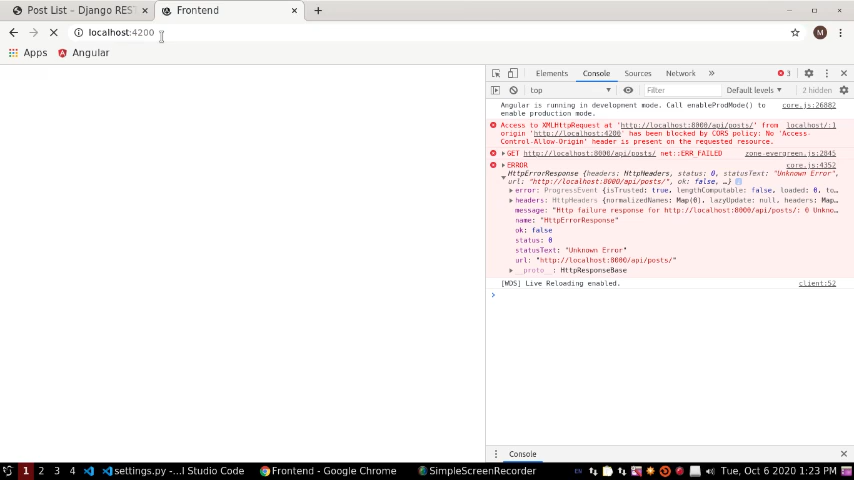 Post List – Django REST
Frontend
localhost:4200
M
Apps
Angular
Elements
Console
Sources
Network
3
top
Filter
Default levels
2 hidden
Angular is running in development mode. Call enableProdMode() to core.js:26882
enable production mode.
Access to XMLHttpRequest at 'http://localhost:8000/api/posts/' from localhost/:1
origin 'http://localhost:4200' has been blocked by CORS policy: No 'Access-
Control-Allow-Origin' header is present on the requested resource.
GET http://localhost:8000/api/posts/ net::ERR_FAILED zone-evergreen.js:2845
ERROR core.js:4352
HttpErrorResponse {headers: HttpHeaders, status: 0, statusText: "Unknown Error",
url: "http://localhost:8000/api/posts/", ok: false, …}
error: ProgressEvent {isTrusted: true, lengthComputable: false, loaded: 0, to…
headers: HttpHeaders {normalizedNames: Map(0), lazyUpdate: null, headers: Map…
message: "Http failure response for http://localhost:8000/api/posts/: 0 Unkno…
name: "HttpErrorResponse"
ok: false
status: 0
statusText: "Unknown Error"
url: "http://localhost:8000/api/posts/"
__proto__: HttpResponseBase
[WDS] Live Reloading enabled. client:52
Console
1 2 3 4
settings.py -...l Studio Code
Frontend - Google Chrome
SimpleScreenRecorder
EN
Tue, Oct 6 2020 1:23 PM